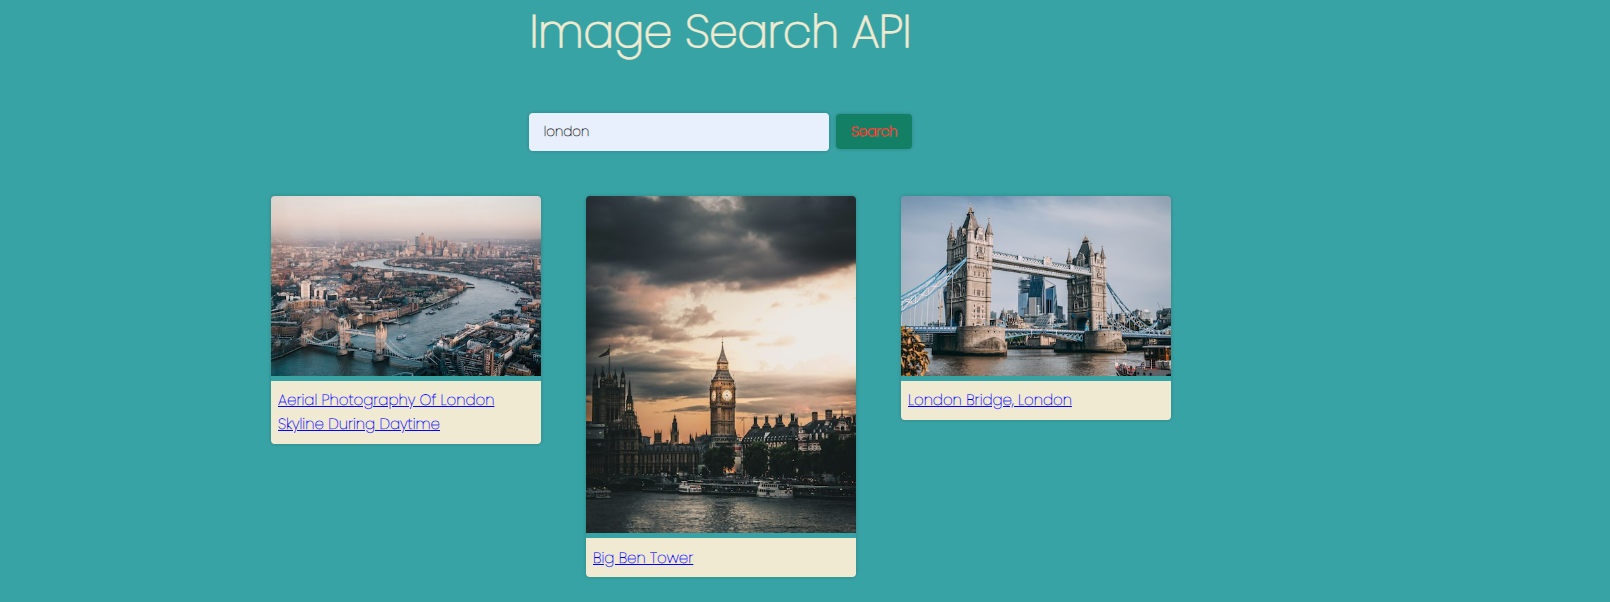 Image Search API
london
Search
Aerial Photography Of London
Skyline During Daytime
Big Ben Tower
London Bridge, London